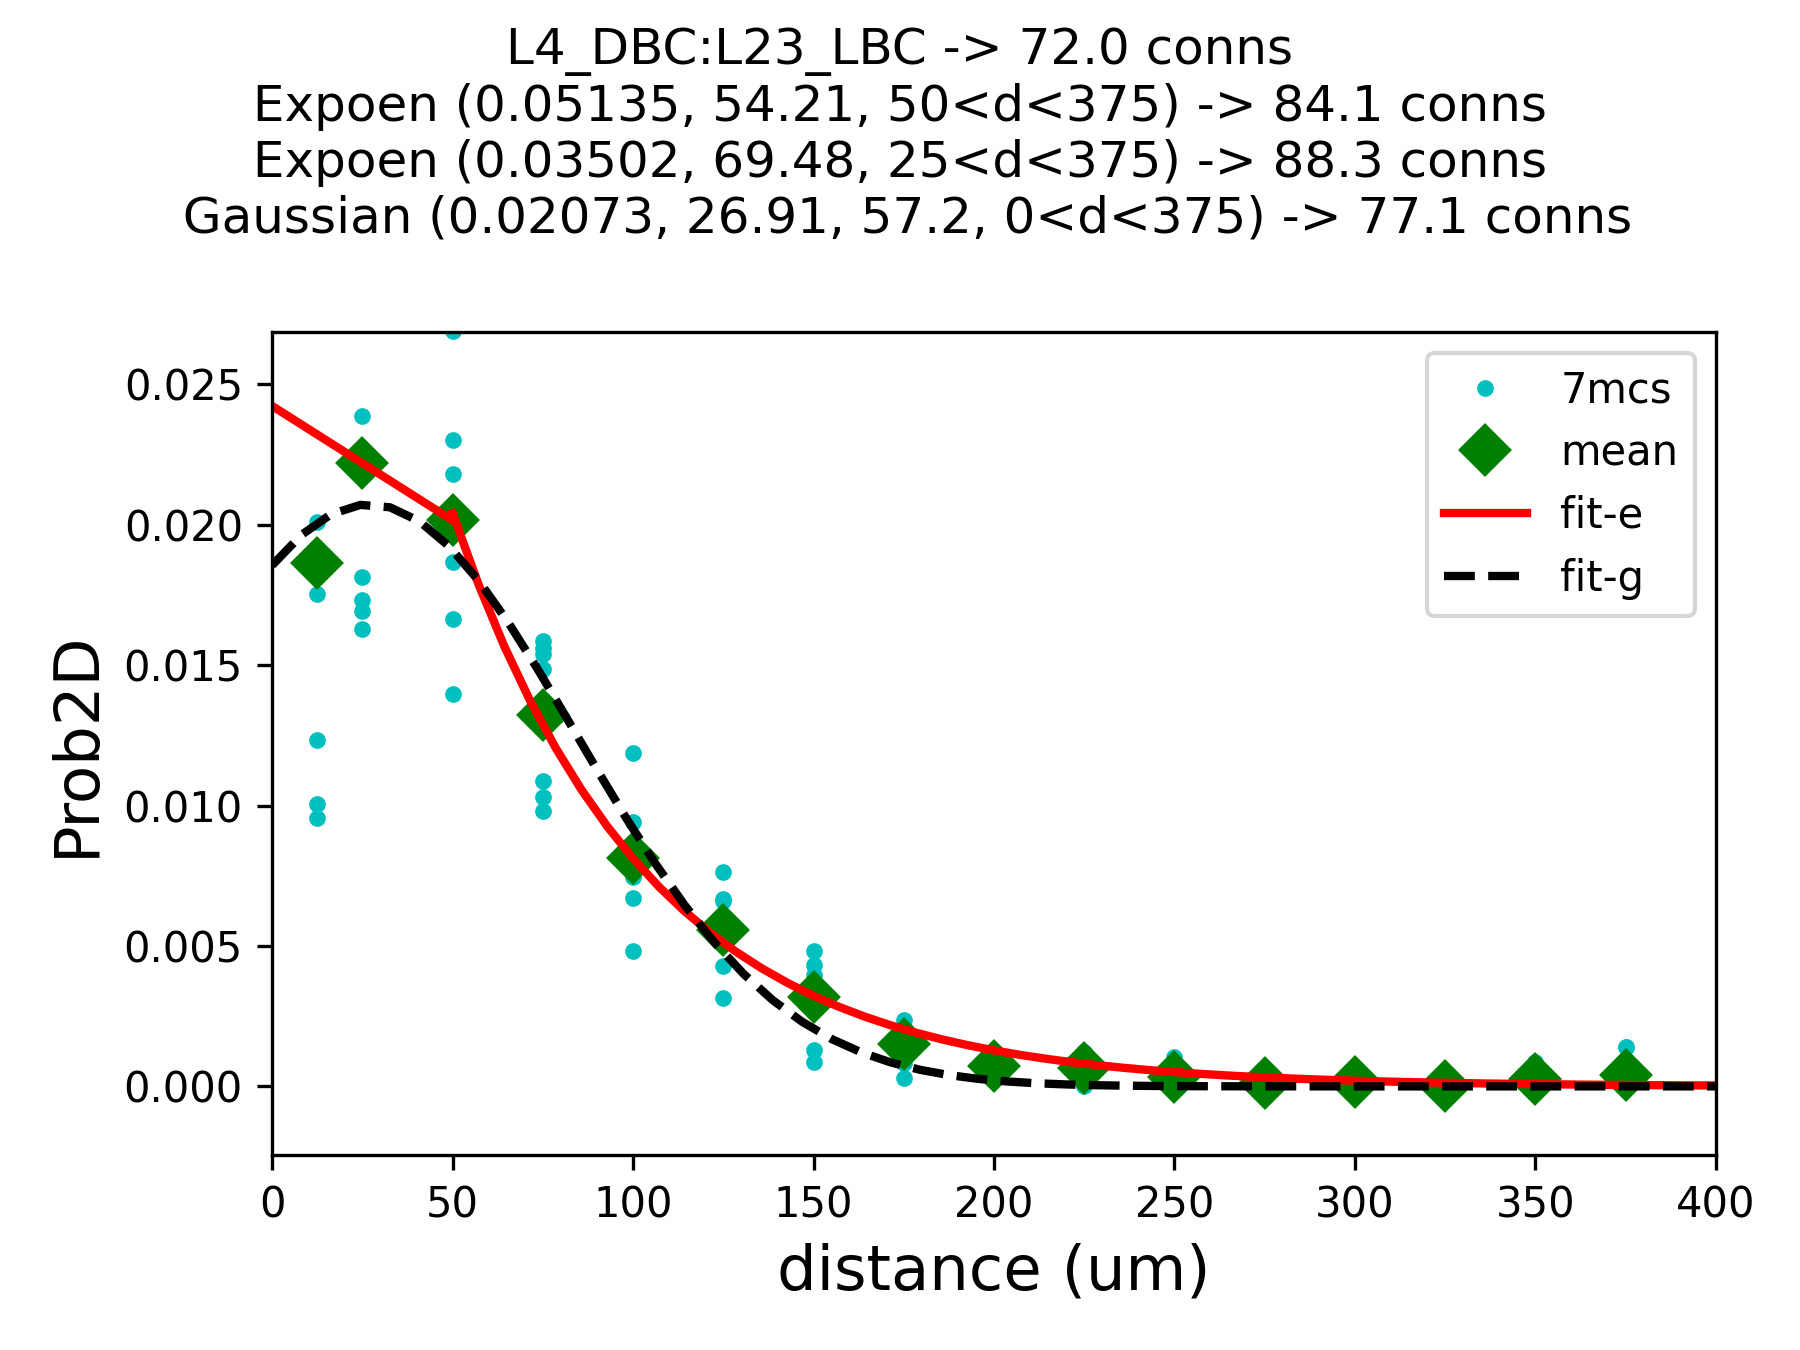 L4_DBC:L23_LBC -> 72.0 conns
Expoen (0.05135, 54.21, 50<d<375) -> 84.1 conns
Expoen (0.03502, 69.48, 25<d<375) -> 88.3 conns
Gaussian (0.02073, 26.91, 57.2, 0<d<375) -> 77.1 conns
7mcs
mean
fit-e
fit-g
Prob2D
0.025
0.020
0.015
0.010
0.005
0.000
0 50 100 150 200 250 300 350 400
distance (um)